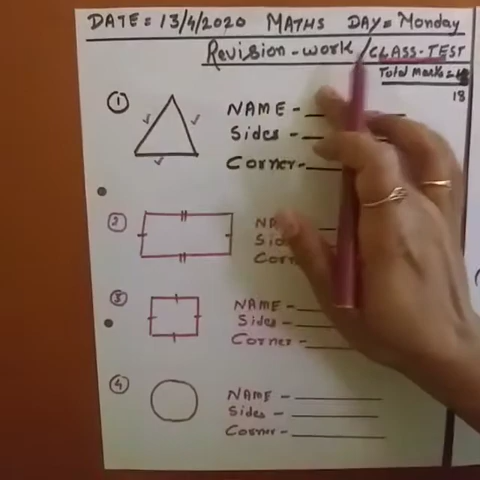 DATE = 13/4/2020 MATHS DAY = Monday
Revision-work / CLASS-TEST
Total marks =
18
1 NAME -
Sides -
Corner -
2
3 NAME -
Sides -
Corner -
4 NAME -
Sides -
Corner -